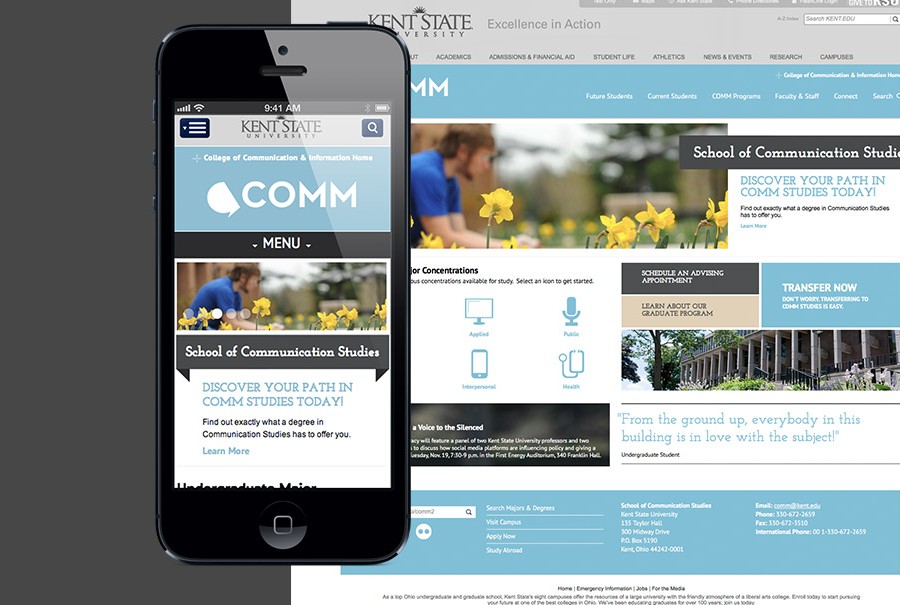 9:41 AM
KENT STATE
UNIVERSITY
College of Communication & Information Home
COMM
MENU
School of Communication Studies
DISCOVER YOUR PATH IN
COMM STUDIES TODAY!
Find out exactly what a degree in
Communication Studies has to offer you.
Learn More
Undergraduate Major
Text Only Maps Ask Kent State Phone Directories FlashLine Login GIVE TO KSU
KENT STATE
UNIVERSITY
Excellence in Action
A-Z Index Search KENT.EDU
UT ACADEMICS ADMISSIONS & FINANCIAL AID STUDENT LIFE ATHLETICS NEWS & EVENTS RESEARCH CAMPUSES
College of Communication & Information Home
MM
Future Students Current Students COMM Programs Faculty & Staff Connect Search
School of Communication Studie
DISCOVER YOUR PATH IN
COMM STUDIES TODAY!
Find out exactly what a degree in Communication Studies
has to offer you.
Learn More
jor Concentrations
ous concentrations available for study. Select an icon to get started.
Applied
Public
Interpersonal
Health
SCHEDULE AN ADVISING
APPOINTMENT
LEARN ABOUT OUR
GRADUATE PROGRAM
TRANSFER NOW
DON'T WORRY, TRANSFERRING TO
COMM STUDIES IS EASY.
a Voice to the Silenced
acy will feature a panel of two Kent State University professors and two
s to discuss how social media platforms are influencing policy and giving a
uesday, Nov. 19, 7:30-9 p.m. in the First Energy Auditorium, 340 Franklin Hall.
"From the ground up, everybody in this
building is in love with the subject!"
Undergraduate Student
u/comm2
Search Majors & Degrees
Visit Campus
Apply Now
Study Abroad
School of Communication Studies
Kent State University
135 Taylor Hall
300 Midway Drive
P.O. Box 5190
Kent, Ohio 44242-0001
Email: comm@kent.edu
Phone: 330-672-2659
Fax: 330-672-3510
International Phone: 00 1-330-672-2659
Home | Emergency Information | Jobs | For the Media
As a top Ohio undergraduate and graduate school, Kent State's eight campuses offer the resources of a large university with the friendly atmosphere of a liberal arts college. Enroll today to start pursuing
your future at one of the best colleges in Ohio. We've been educating graduates for over 100 years; join us today.